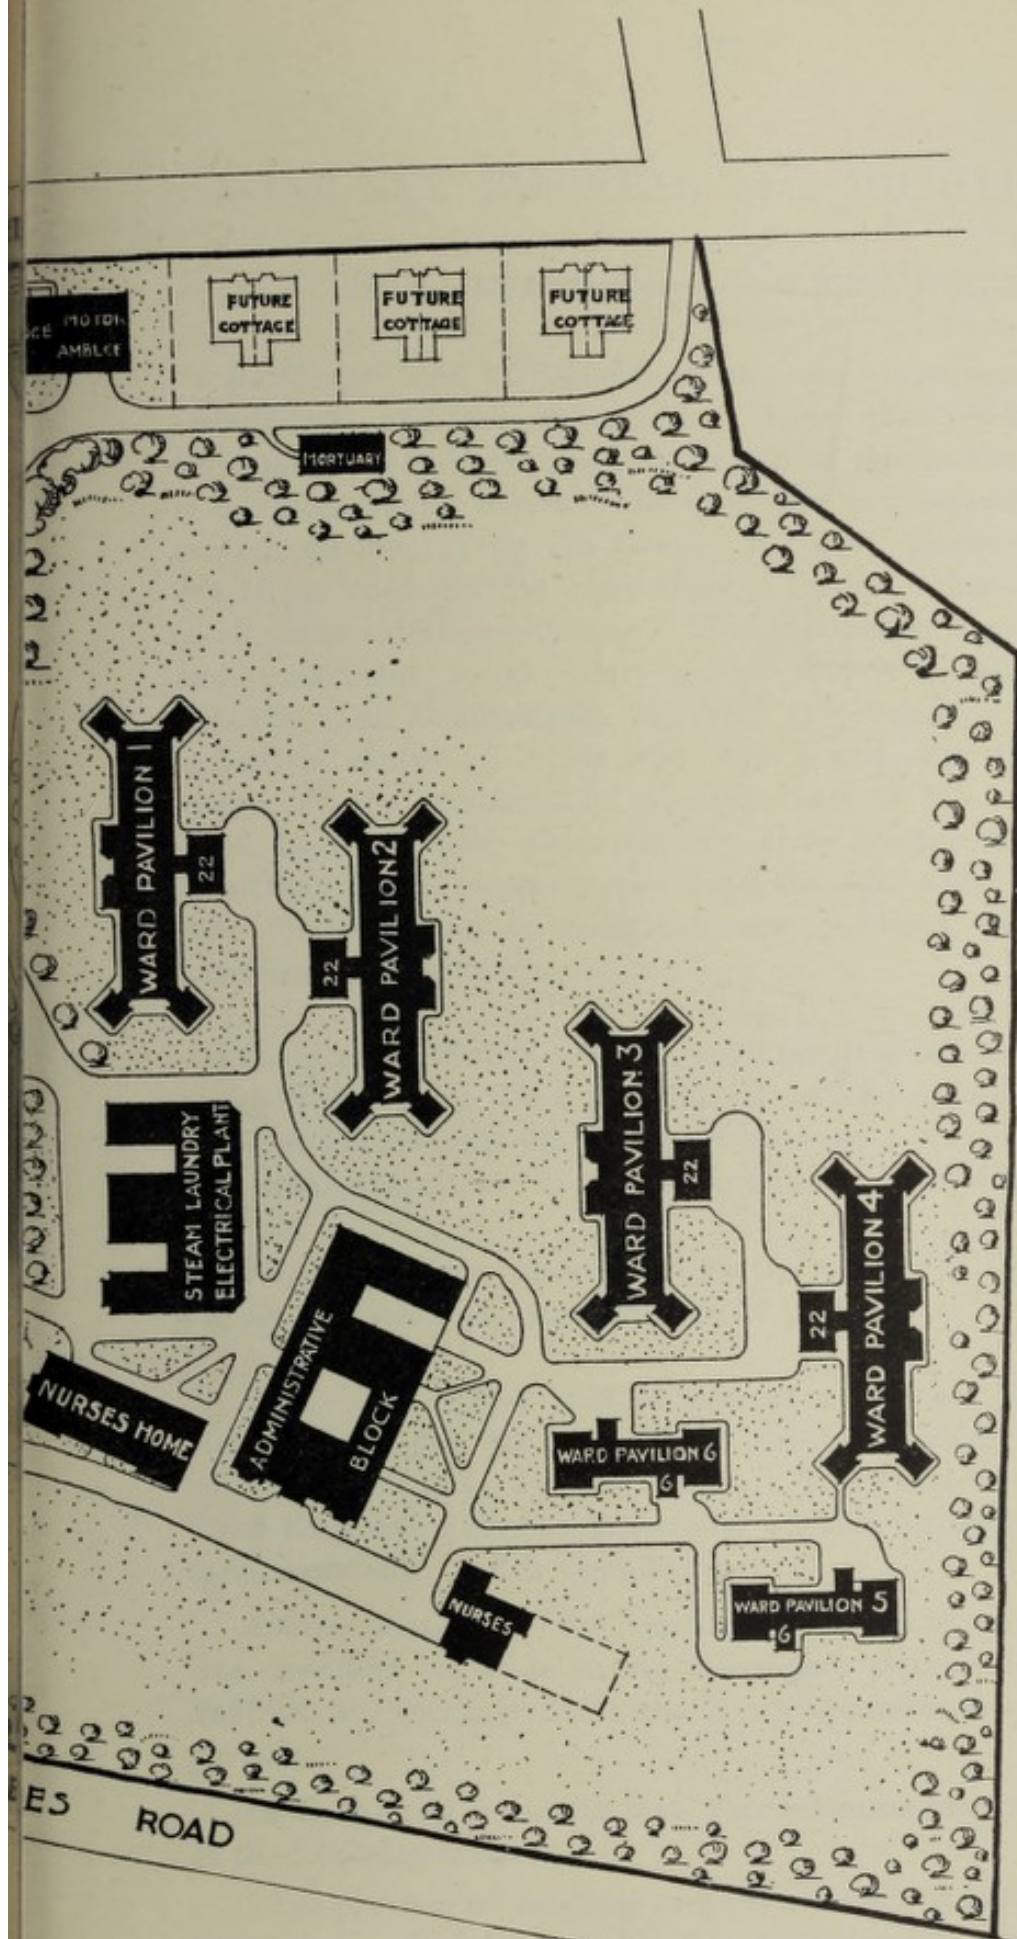 FUTURE
COTTAGE
FUTURE
COTTAGE
FUTURE
COTTAGE
MOTOR
AMBLCE
MORTUARY
WARD PAVILION 1
22
WARD PAVILION 2
22
WARD PAVILION 3
22
WARD PAVILION 4
22
STEAM LAUNDRY
ELECTRICAL PLANT
ADMINISTRATIVE
BLOCK
NURSES HOME
WARD PAVILION 6
6
NURSES
WARD PAVILION 5
6
ES ROAD